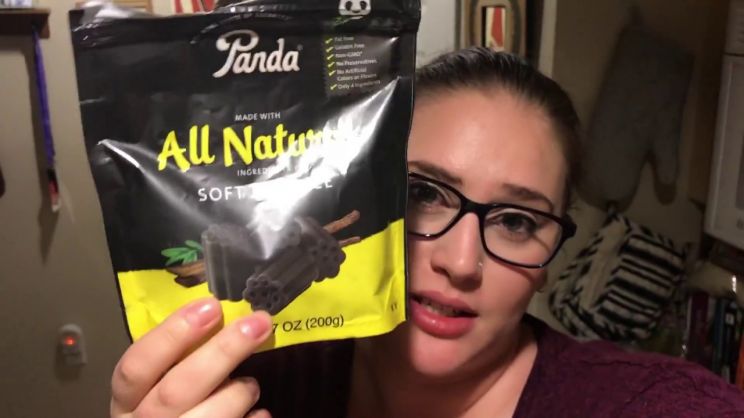 Panda
Fat Free
Gluten Free
Non-GMO
No Preservatives
No Artificial
Colors or Flavors
Only 4 Ingredients
MADE WITH
All
SOFT
7 OZ (200g)